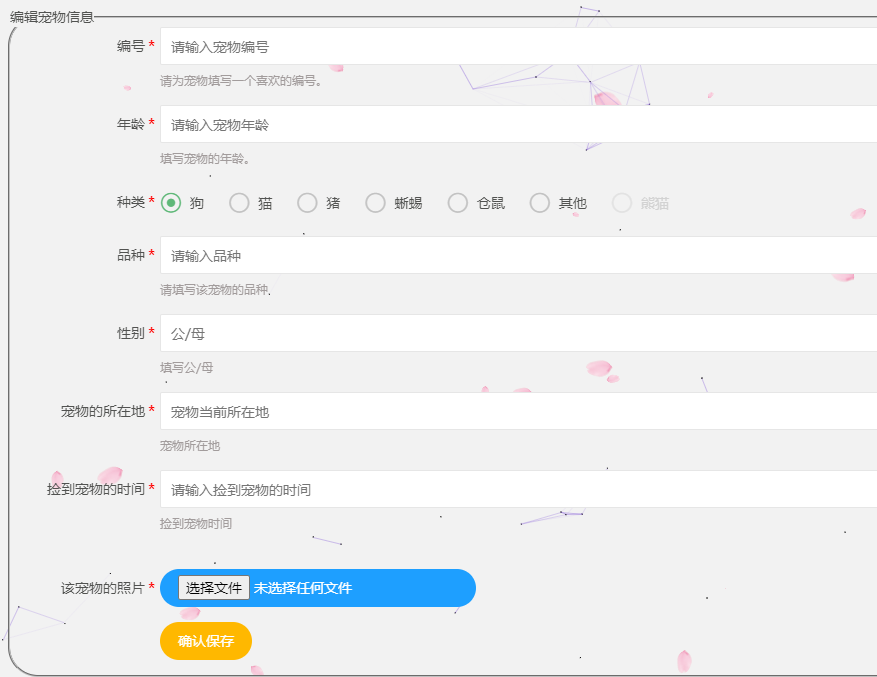 编辑宠物信息
编号 * 请输入宠物编号
请为宠物填写一个喜欢的编号。
年龄 * 请输入宠物年龄
填写宠物的年龄。
种类 * 狗 猫 猪 蜥蜴 仓鼠 其他 熊猫
品种 * 请输入品种
请填写该宠物的品种.
性别 * 公/母
填写公/母
宠物的所在地 * 宠物当前所在地
宠物所在地
捡到宠物的时间 * 请输入捡到宠物的时间
捡到宠物时间
该宠物的照片 * 选择文件 未选择任何文件
确认保存